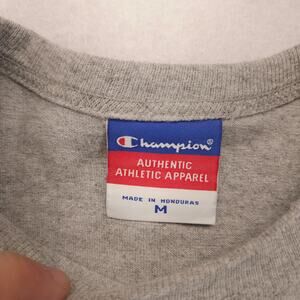 Champion®
AUTHENTIC
ATHLETIC APPAREL
MADE IN HONDURAS
M